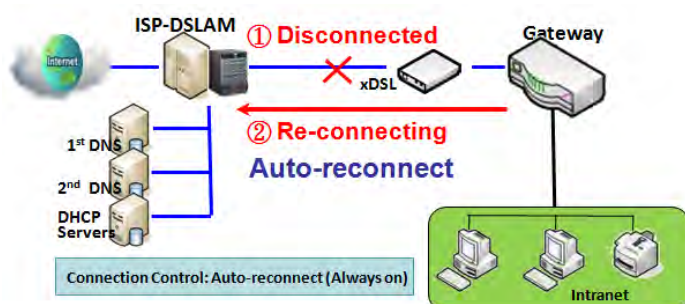 ISP-DSLAM
① Disconnected
Gateway
Internet
xDSL
② Re-connecting
Auto-reconnect
1st DNS
2nd DNS
DHCP
Servers
Connection Control: Auto-reconnect (Always on)
Intranet